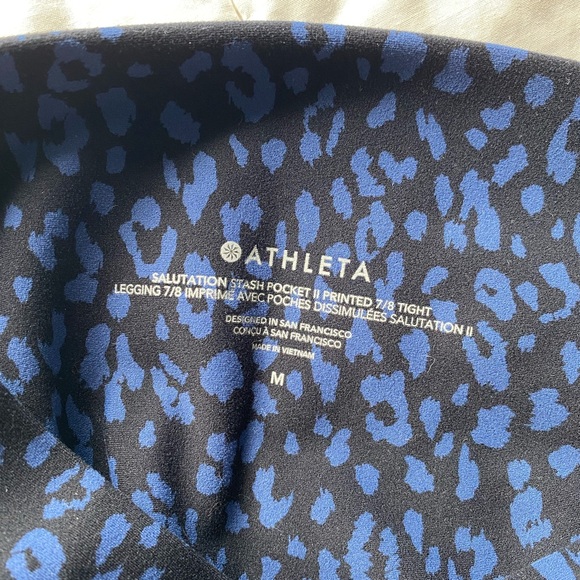 ATHLETA
SALUTATION STASH POCKET II PRINTED 7/8 TIGHT
LEGGING 7/8 IMPRIMÉ AVEC POCHES DISSIMULÉES SALUTATION II
DESIGNED IN SAN FRANCISCO
CONÇU À SAN FRANCISCO
MADE IN VIETNAM
M